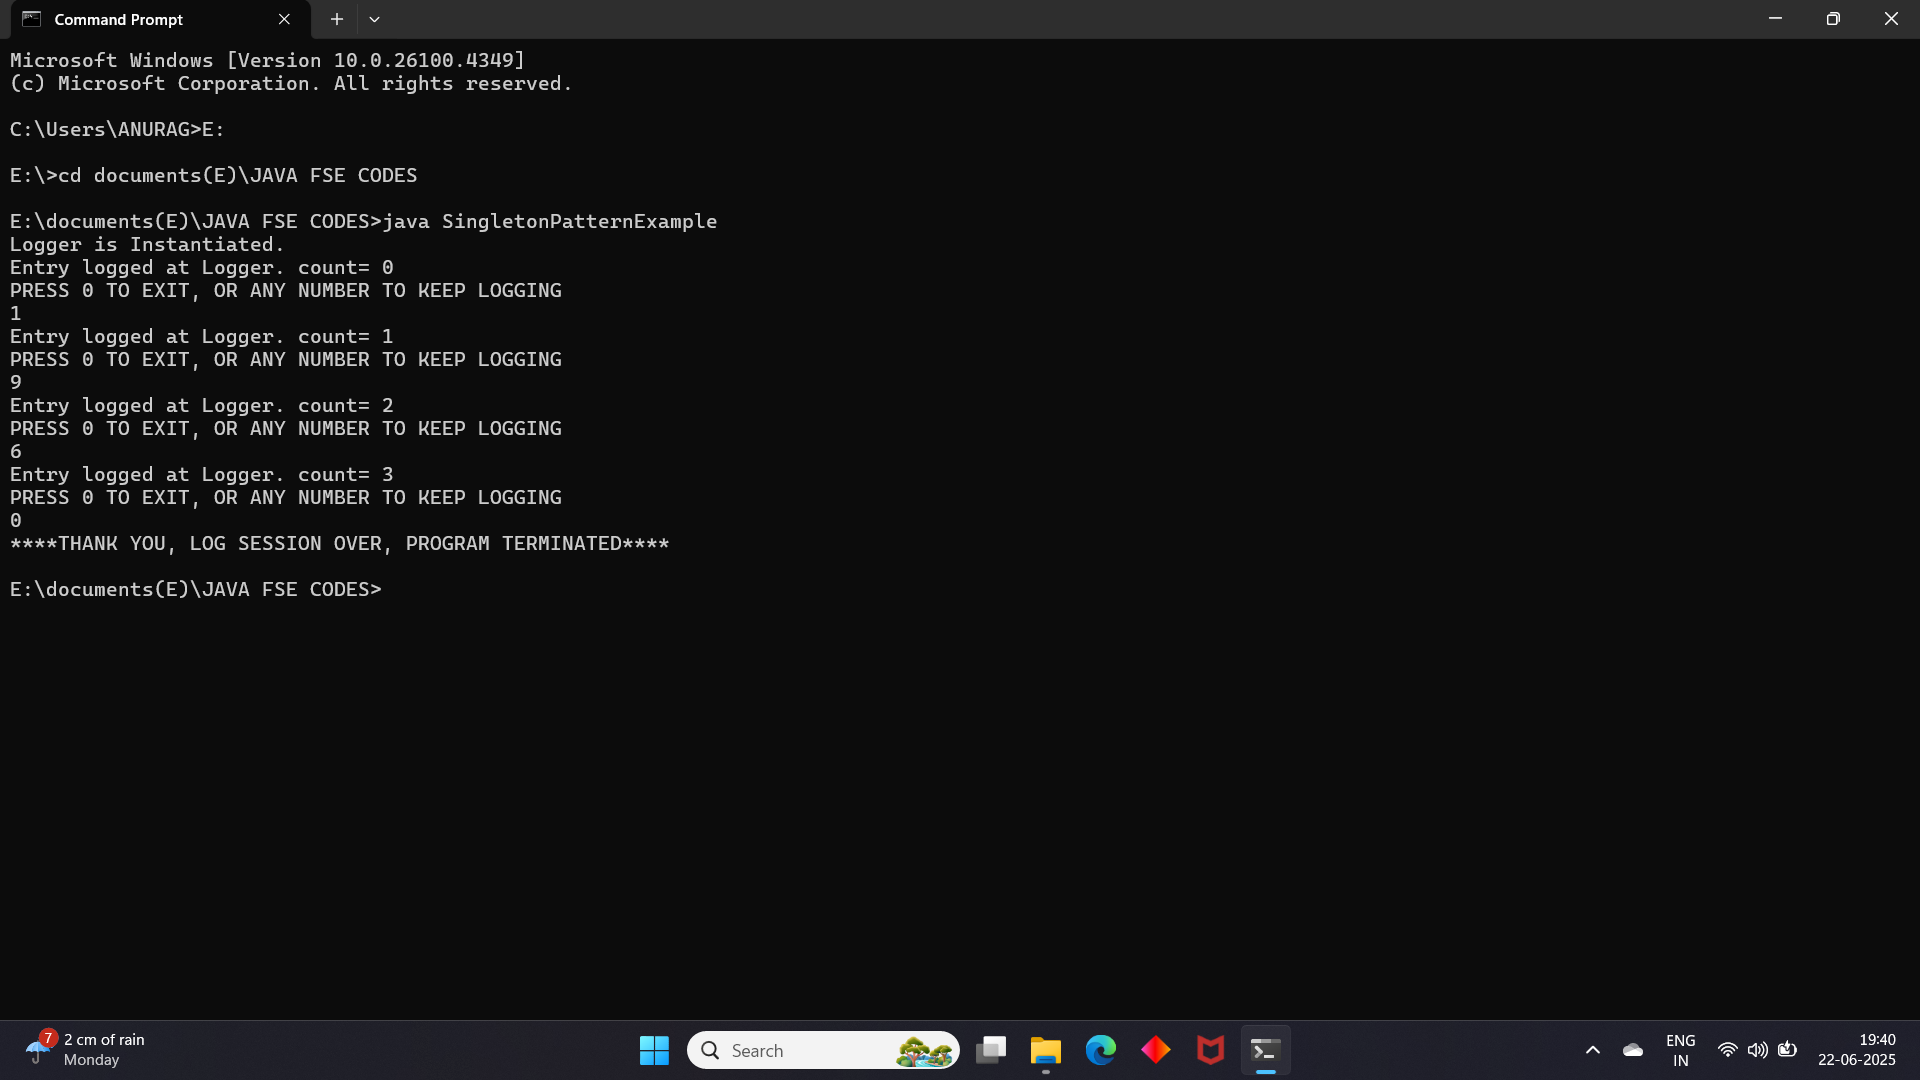 Command Prompt
Microsoft Windows [Version 10.0.26100.4349]
(c) Microsoft Corporation. All rights reserved.
C:\Users\ANURAG>E:
E:\>cd documents(E)\JAVA FSE CODES
E:\documents(E)\JAVA FSE CODES>java SingletonPatternExample
Logger is Instantiated.
Entry logged at Logger. count= 0
PRESS 0 TO EXIT, OR ANY NUMBER TO KEEP LOGGING
1
Entry logged at Logger. count= 1
PRESS 0 TO EXIT, OR ANY NUMBER TO KEEP LOGGING
9
Entry logged at Logger. count= 2
PRESS 0 TO EXIT, OR ANY NUMBER TO KEEP LOGGING
6
Entry logged at Logger. count= 3
PRESS 0 TO EXIT, OR ANY NUMBER TO KEEP LOGGING
0
****THANK YOU, LOG SESSION OVER, PROGRAM TERMINATED****
E:\documents(E)\JAVA FSE CODES>
7
2 cm of rain
Monday
Search
ENG
IN
19:40
22-06-2025